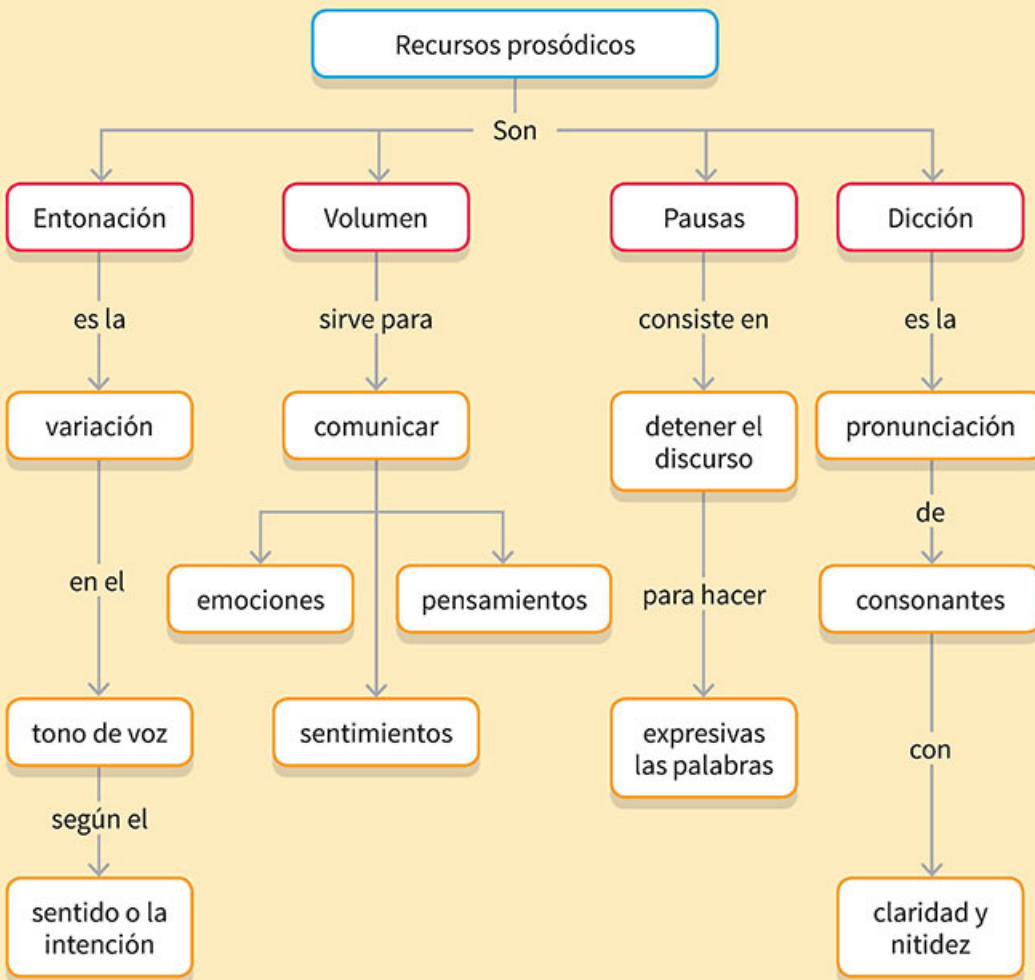 Recursos prosódicos
Son
Entonación
Volumen
Pausas
Dicción
es la
sirve para
consiste en
es la
variación
comunicar
detener el
discurso
pronunciación
de
en el
emociones
pensamientos
para hacer
consonantes
tono de voz
sentimientos
expresivas
las palabras
con
según el
sentido o la
intención
claridad y
nitidez